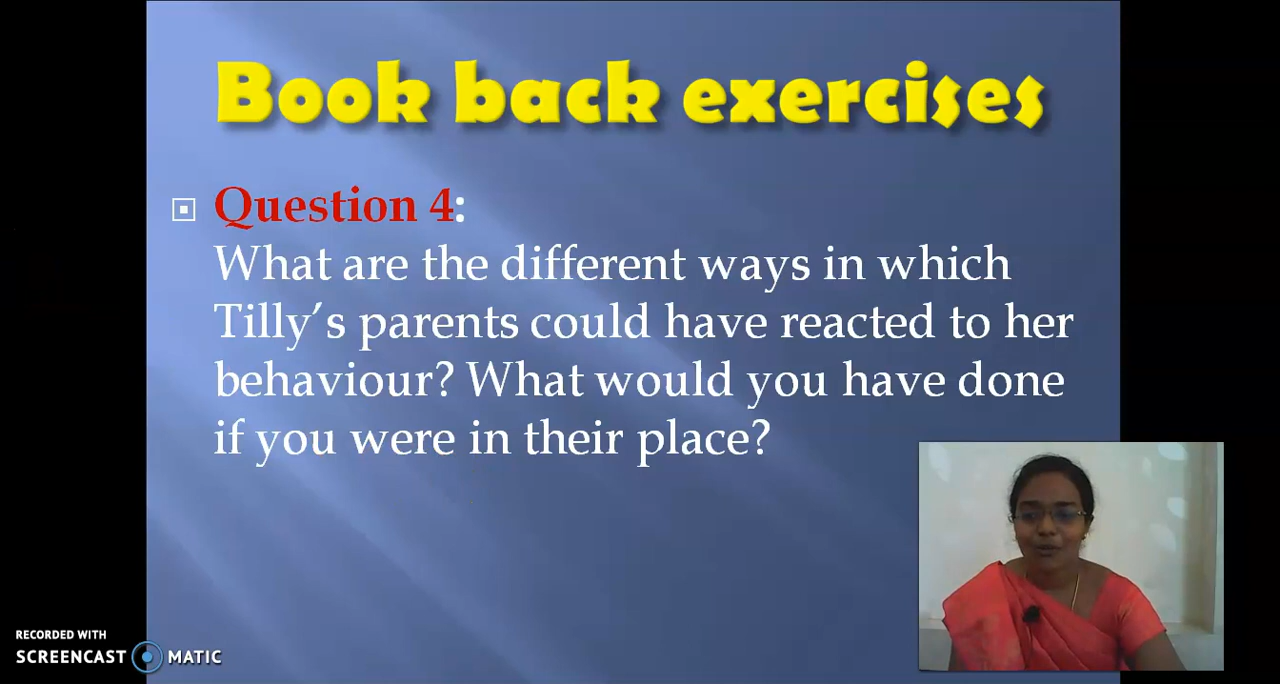 Book back exercises
Question 4:
What are the different ways in which
Tilly’s parents could have reacted to her
behaviour? What would you have done
if you were in their place?
RECORDED WITH
SCREENCAST MATIC